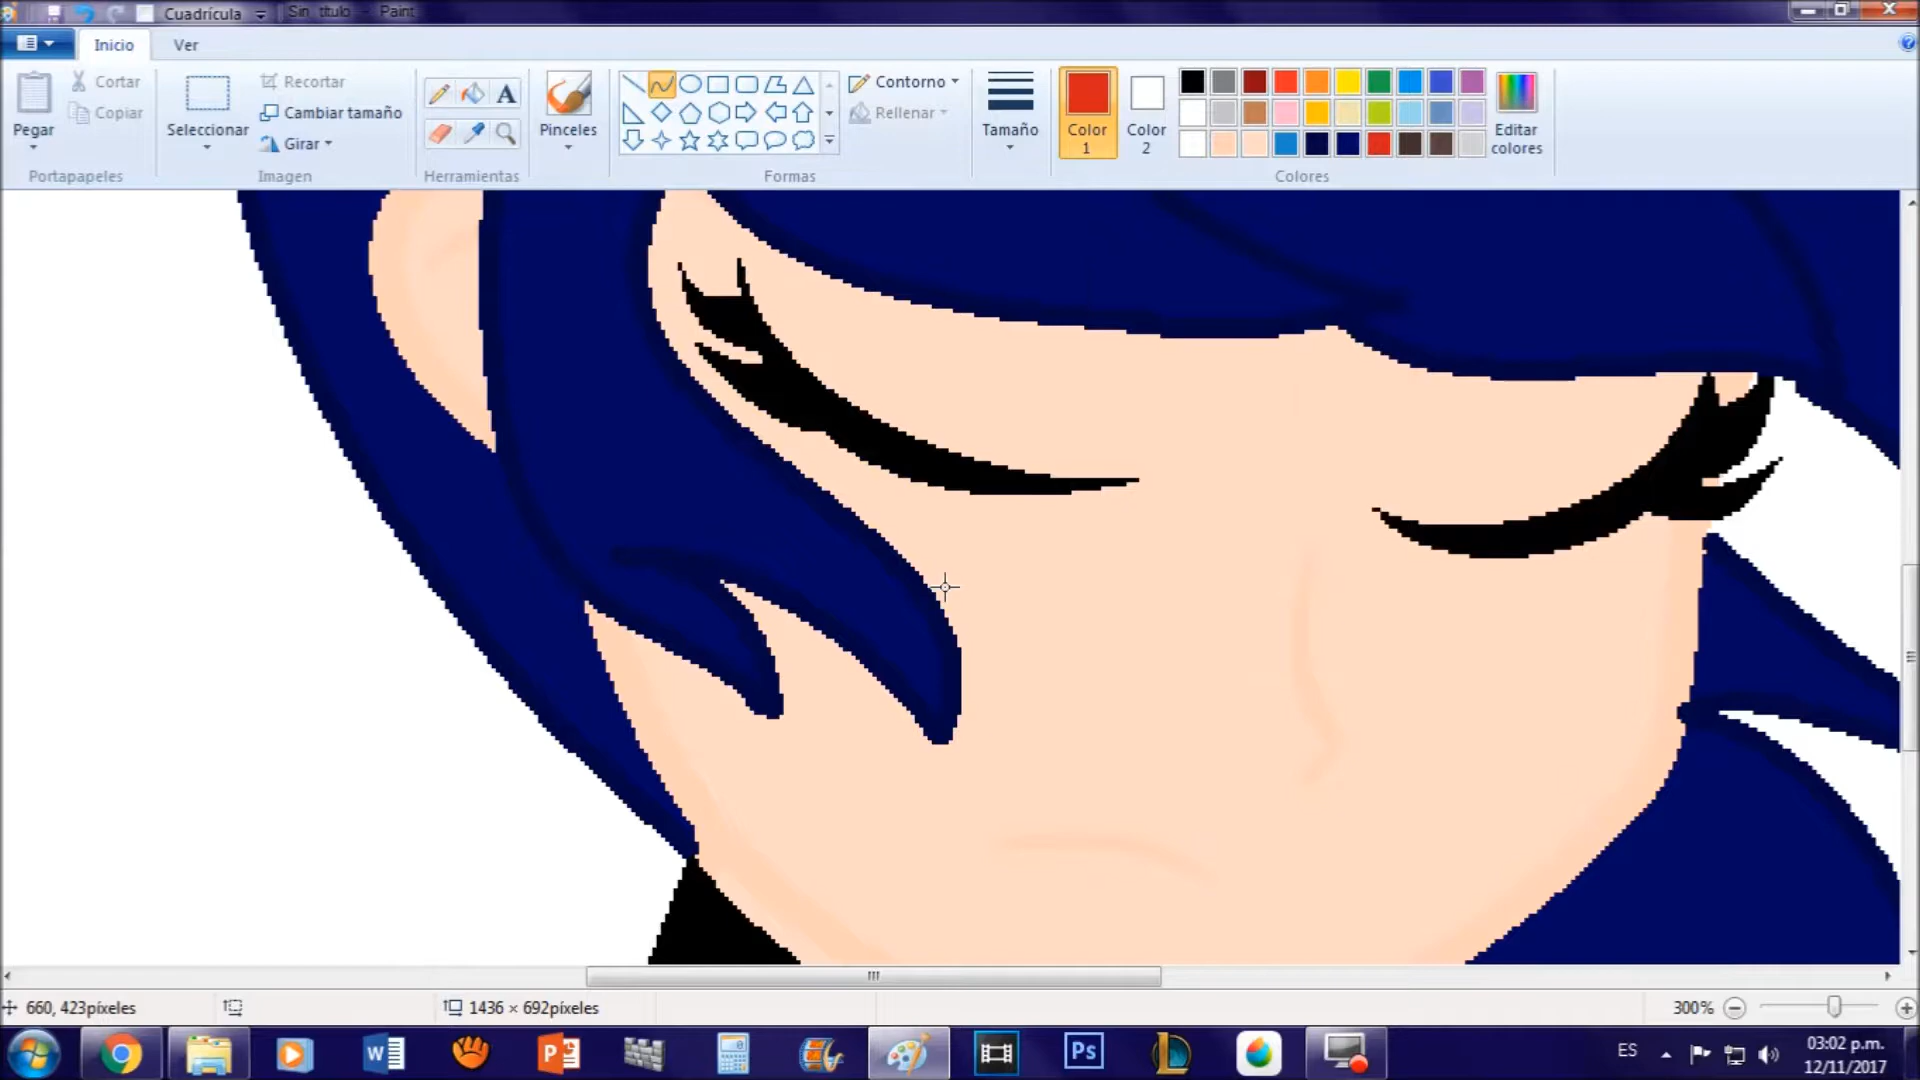 Cuadrícula Sin título - Paint
Inicio Ver
Pegar
Cortar
Copiar
Portapapeles
Seleccionar
Recortar
Cambiar tamaño
Girar
Imagen
A
Herramientas
Pinceles
Contorno
Rellenar
Formas
Tamaño
Color
1
Color
2
Editar
colores
Colores
660, 423píxeles 1436 × 692píxeles 300%
W P Ps L ES 03:02 p.m.
12/11/2017